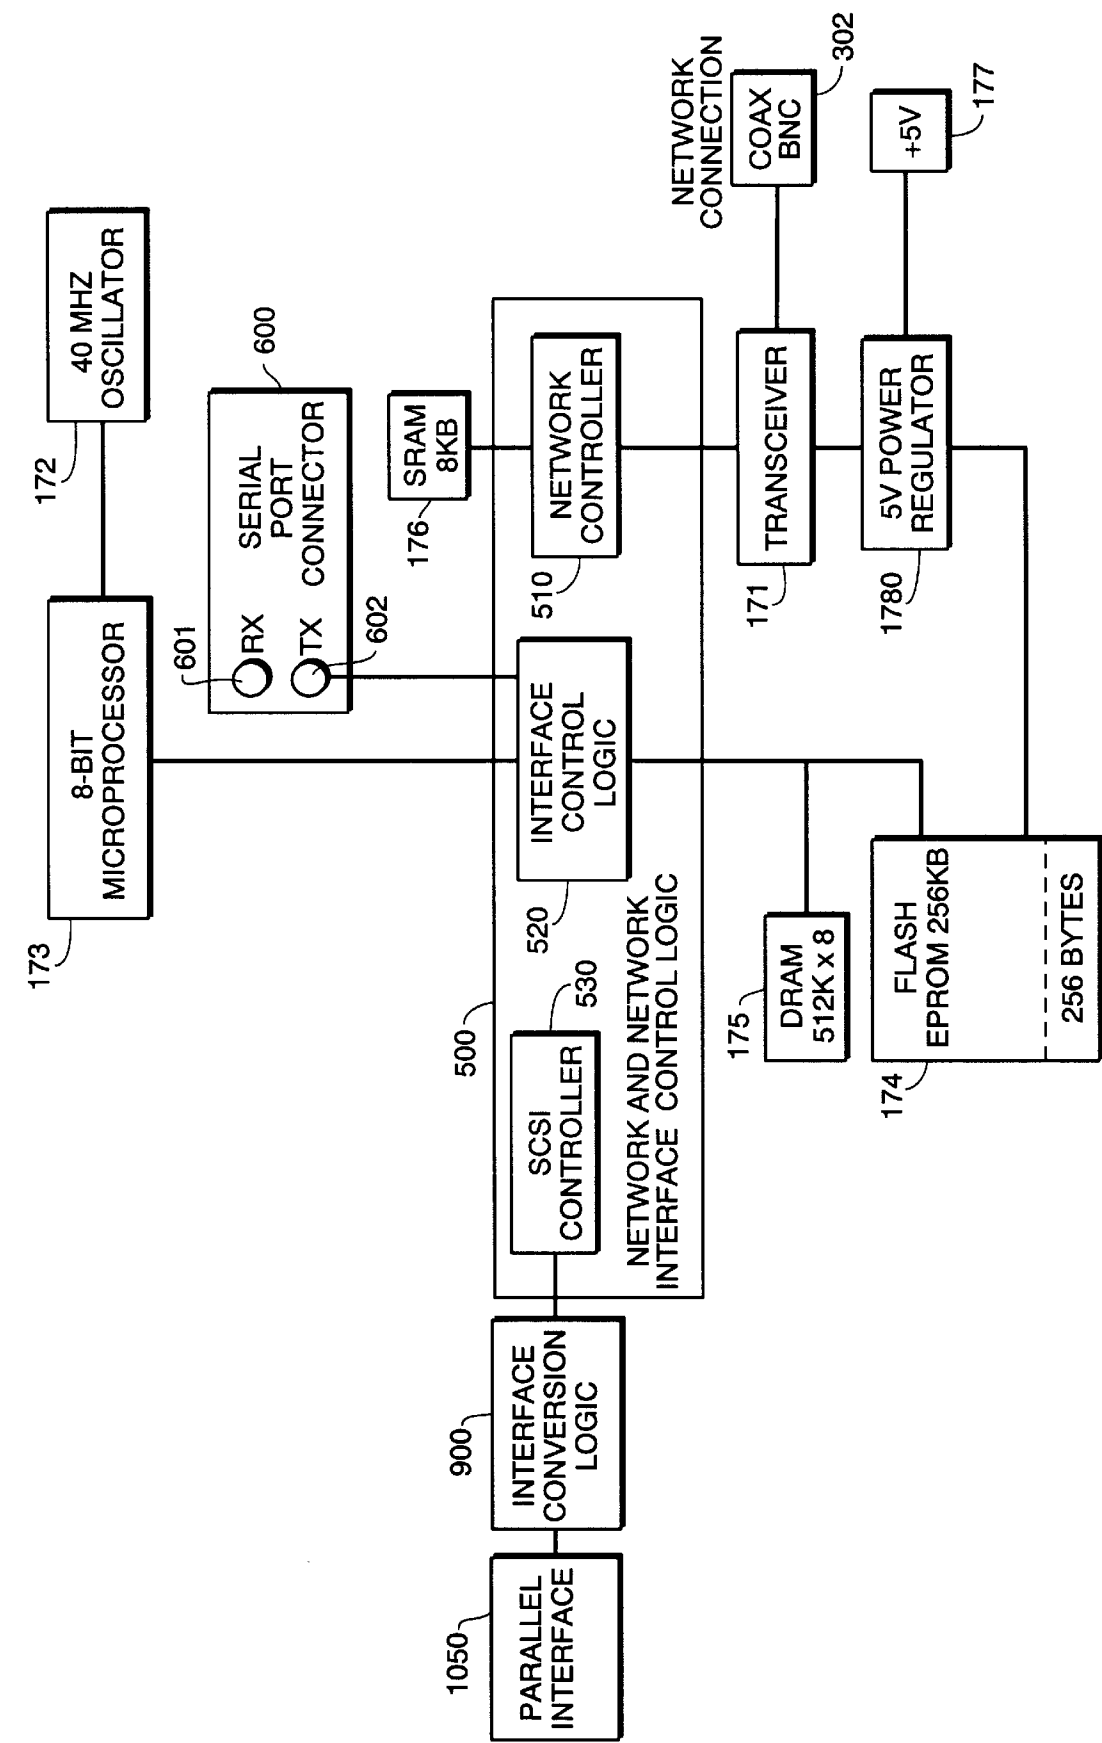 172
40 MHZ
OSCILLATOR
173
8-BIT
MICROPROCESSOR
600
SERIAL
PORT
CONNECTOR
601
RX
TX
602
176
SRAM
8KB
500
SCSI
CONTROLLER
530
INTERFACE
CONTROL
LOGIC
520
NETWORK
CONTROLLER
510
NETWORK AND NETWORK
INTERFACE CONTROL LOGIC
1050
PARALLEL
INTERFACE
900
INTERFACE
CONVERSION
LOGIC
NETWORK
CONNECTION
COAX
BNC
302
TRANSCEIVER
171
5V POWER
REGULATOR
1780
+5V
177
175
DRAM
512K x 8
174
FLASH
EPROM 256KB
256 BYTES